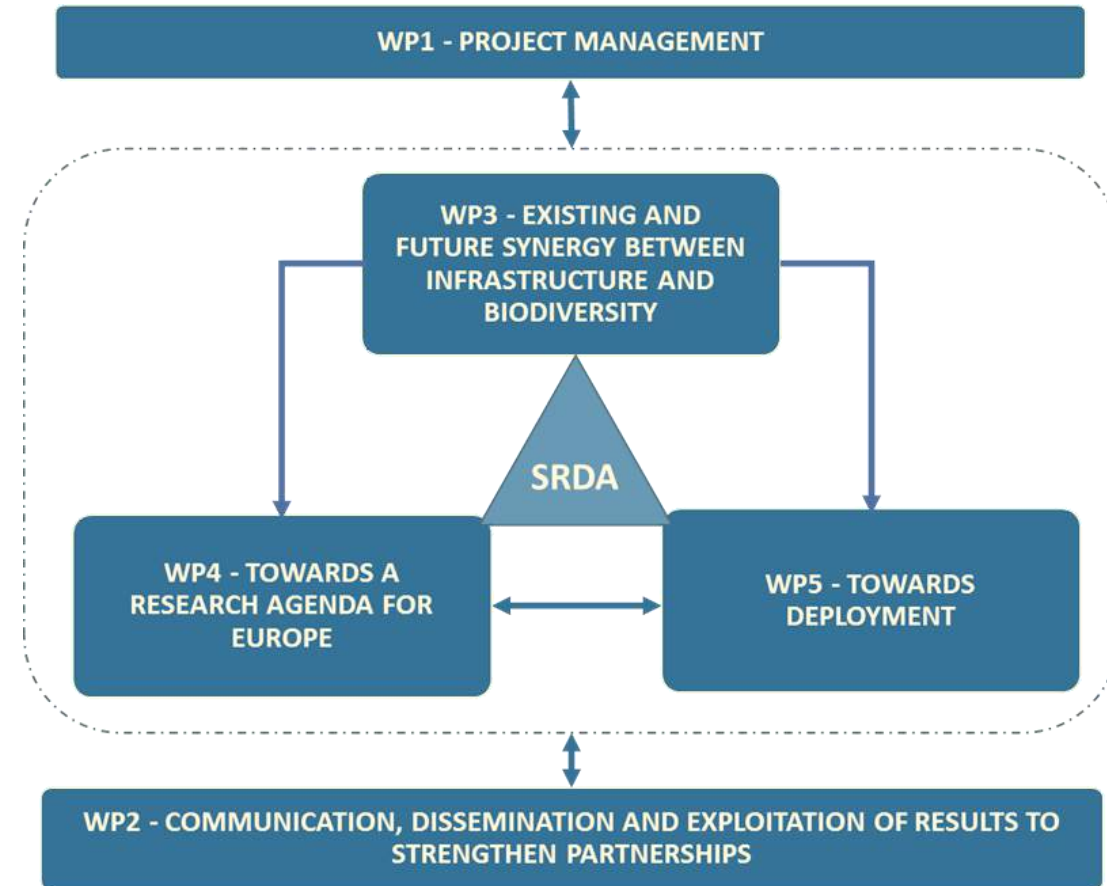 WP1 - PROJECT MANAGEMENT
WP3 - EXISTING AND
FUTURE SYNERGY BETWEEN
INFRASTRUCTURE AND
BIODIVERSITY
SRDA
WP4 - TOWARDS A
RESEARCH AGENDA FOR
EUROPE
WP5 - TOWARDS
DEPLOYMENT
WP2 - COMMUNICATION, DISSEMINATION AND EXPLOITATION OF RESULTS TO
STRENGTHEN PARTNERSHIPS